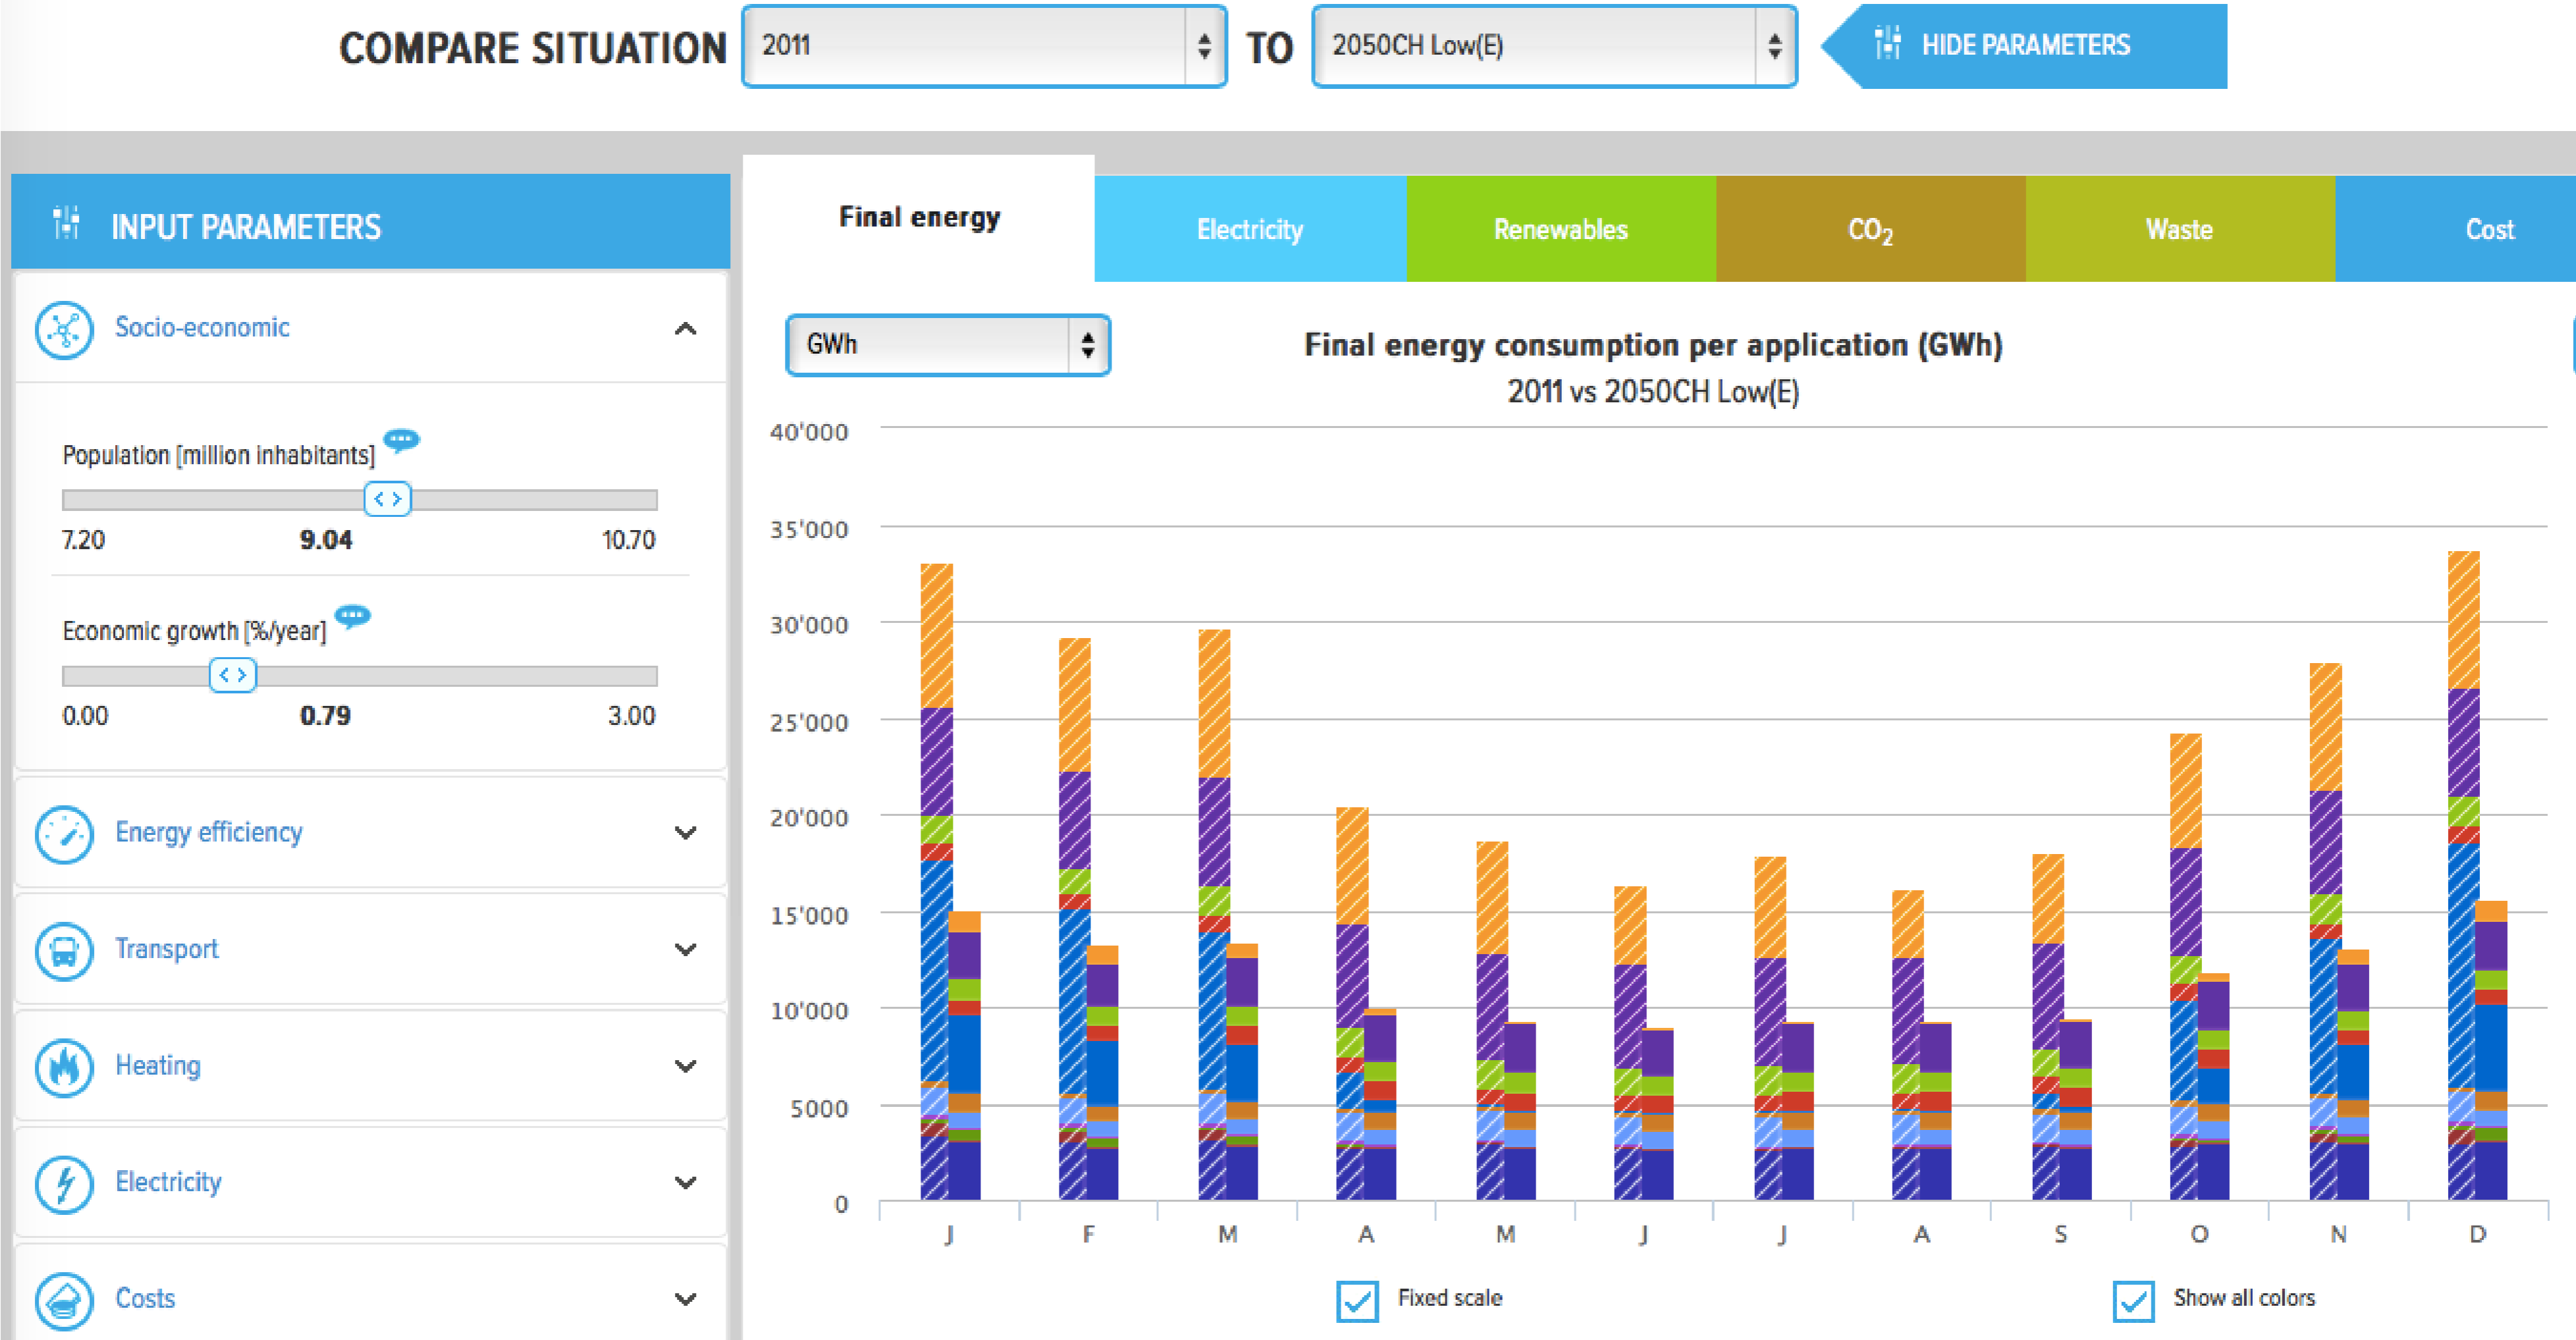 COMPARE SITUATION 2011 TO 2050CH Low(E) HIDE PARAMETERS
INPUT PARAMETERS
Socio-economic
Population [million inhabitants]
7.20 9.04 10.70
Economic growth [%/year]
0.00 0.79 3.00
Energy efficiency
Transport
Heating
Electricity
Costs
Final energy Electricity Renewables CO₂ Waste Cost
GWh
Final energy consumption per application (GWh)
2011 vs 2050CH Low(E)
40'000
35'000
30'000
25'000
20'000
15'000
10'000
5000
0
J F M A M J J A S O N D
Fixed scale Show all colors